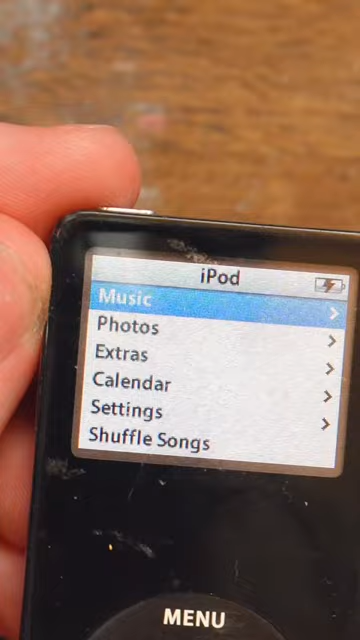 iPod
Music
Photos
Extras
Calendar
Settings
Shuffle Songs
MENU